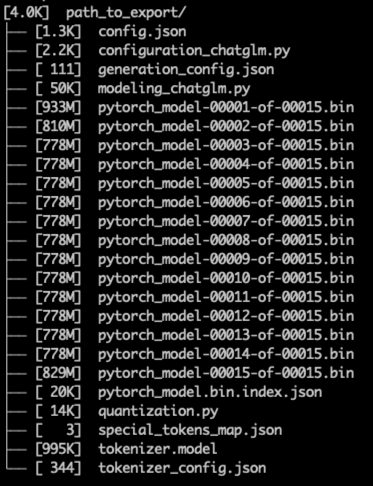 [4.0K]  path_to_export/
├── [1.3K]  config.json
├── [2.2K]  configuration_chatglm.py
├── [ 111]  generation_config.json
├── [ 50K]  modeling_chatglm.py
├── [933M]  pytorch_model-00001-of-00015.bin
├── [810M]  pytorch_model-00002-of-00015.bin
├── [778M]  pytorch_model-00003-of-00015.bin
├── [778M]  pytorch_model-00004-of-00015.bin
├── [778M]  pytorch_model-00005-of-00015.bin
├── [778M]  pytorch_model-00006-of-00015.bin
├── [778M]  pytorch_model-00007-of-00015.bin
├── [778M]  pytorch_model-00008-of-00015.bin
├── [778M]  pytorch_model-00009-of-00015.bin
├── [778M]  pytorch_model-00010-of-00015.bin
├── [778M]  pytorch_model-00011-of-00015.bin
├── [778M]  pytorch_model-00012-of-00015.bin
├── [778M]  pytorch_model-00013-of-00015.bin
├── [778M]  pytorch_model-00014-of-00015.bin
├── [829M]  pytorch_model-00015-of-00015.bin
├── [ 20K]  pytorch_model.bin.index.json
├── [ 14K]  quantization.py
├── [   3]  special_tokens_map.json
├── [995K]  tokenizer.model
└── [ 344]  tokenizer_config.json